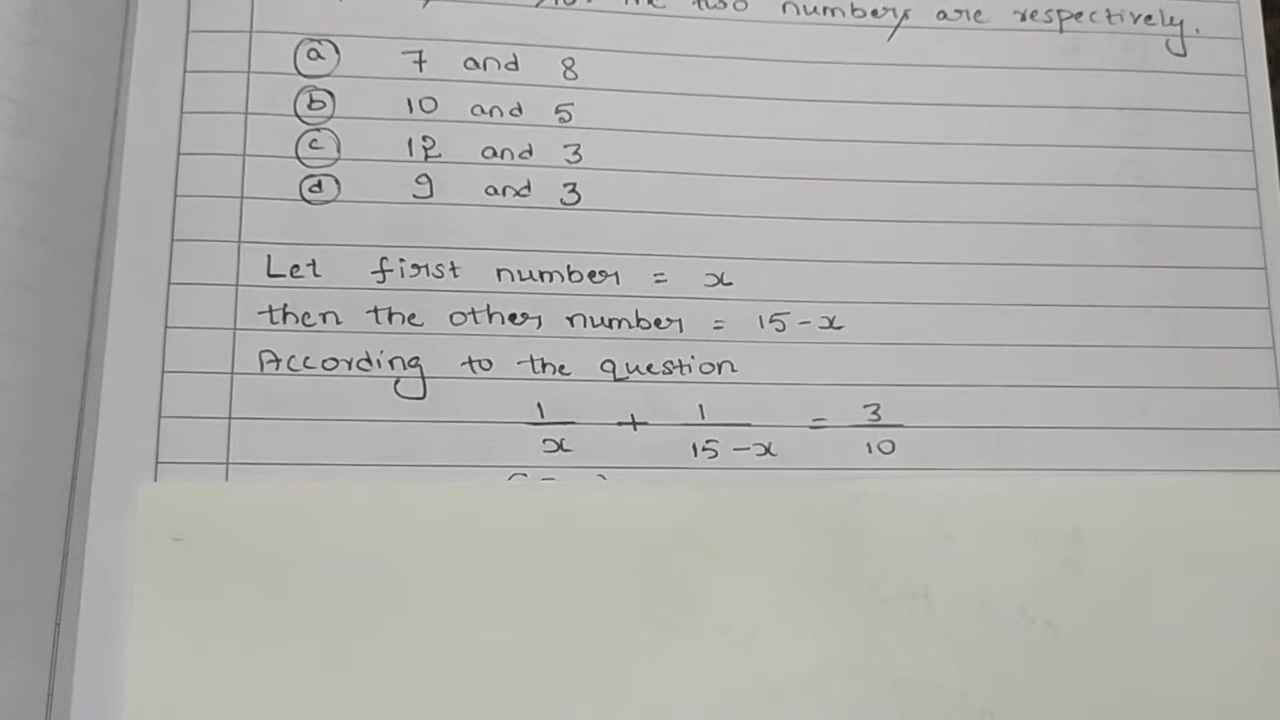 two numbers are respectively.
(a) 7 and 8
(b) 10 and 5
(c) 12 and 3
(d) 9 and 3
Let first number = x
then the other number = 15-x
According to the question
1/x + 1/15-x = 3/10